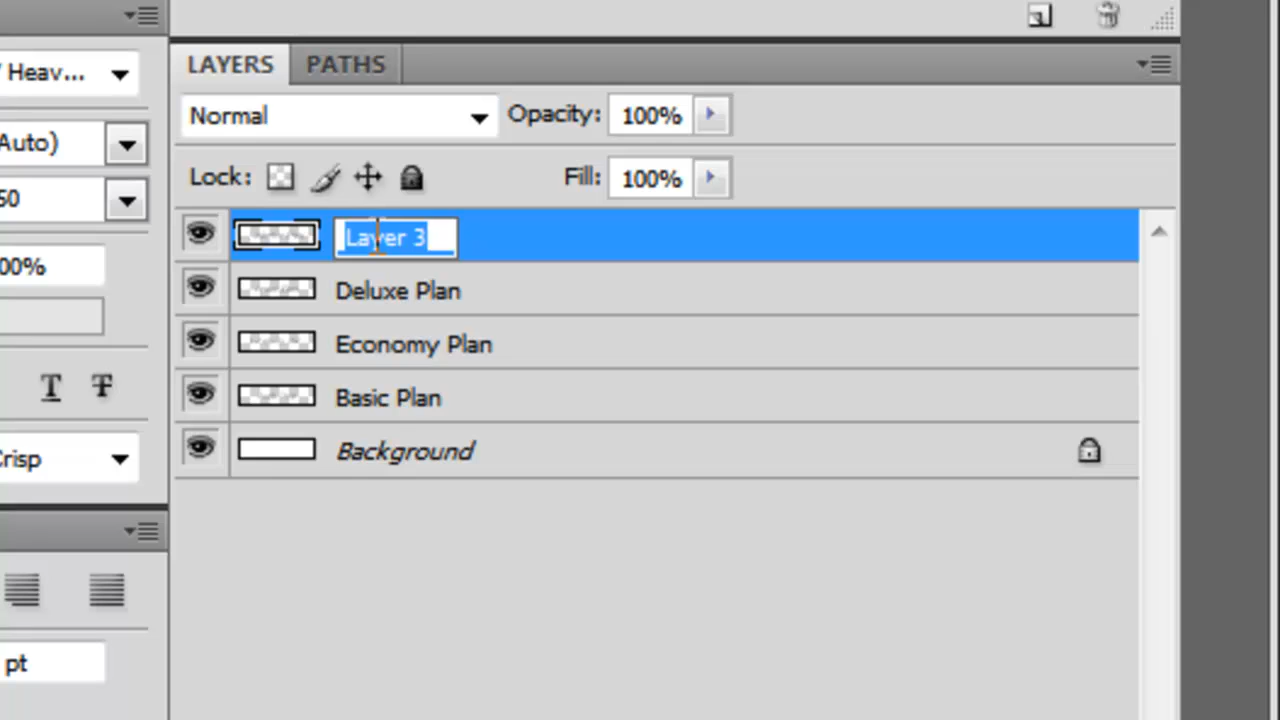 / Heav...
LAYERS PATHS
Normal Opacity: 100%
Auto)
Lock: Fill: 100%
50
Layer 3
00%
Deluxe Plan
Economy Plan
T T
Basic Plan
Crisp
Background
pt